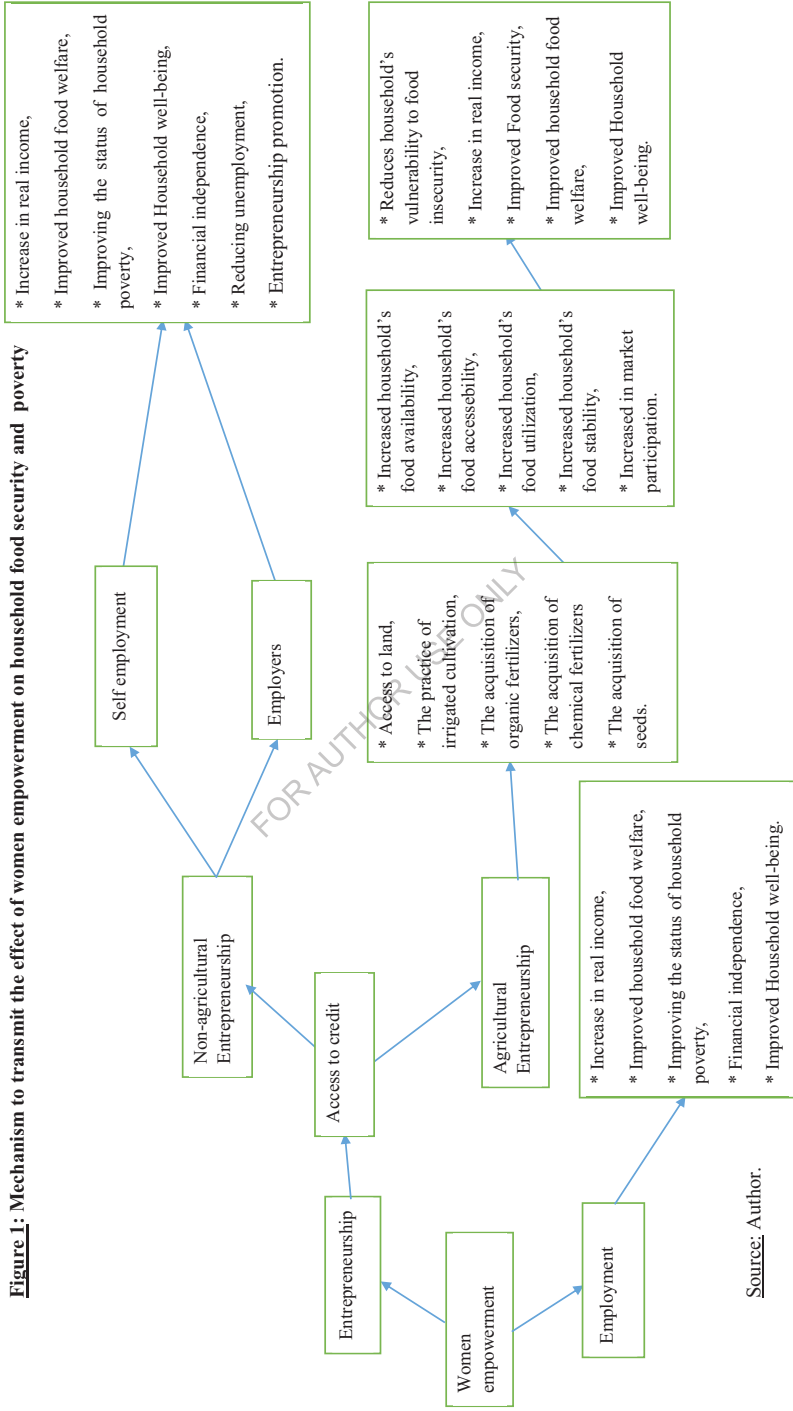 Figure 1: Mechanism to transmit the effect of women empowerment on household food security and poverty
Women
empowerment
Entrepreneurship
Employment
Access to credit
Non-agricultural
Entrepreneurship
Agricultural
Entrepreneurship
Self employment
Employers
* Increase in real income,
* Improved household food welfare,
* Improving the status of household
poverty,
* Improved Household well-being,
* Financial independence,
* Reducing unemployment,
* Entrepreneurship promotion.
* Access to land,
* The practice of
irrigated cultivation,
* The acquisition of
organic fertilizers,
* The acquisition of
chemical fertilizers
* The acquisition of
seeds.
* Increased household's
food availability,
* Increased household's
food accessebility,
* Increased household's
food utilization,
* Increased household's
food stability,
* Increased in market
participation.
* Reduces household's
vulnerability to food
insecurity,
* Increase in real income,
* Improved Food security,
* Improved household food
welfare,
* Improved Household
well-being.
* Increase in real income,
* Improved household food welfare,
* Improving the status of household
poverty,
* Financial independence,
* Improved Household well-being.
Source: Author.
FOR AUTHOR USE ONLY